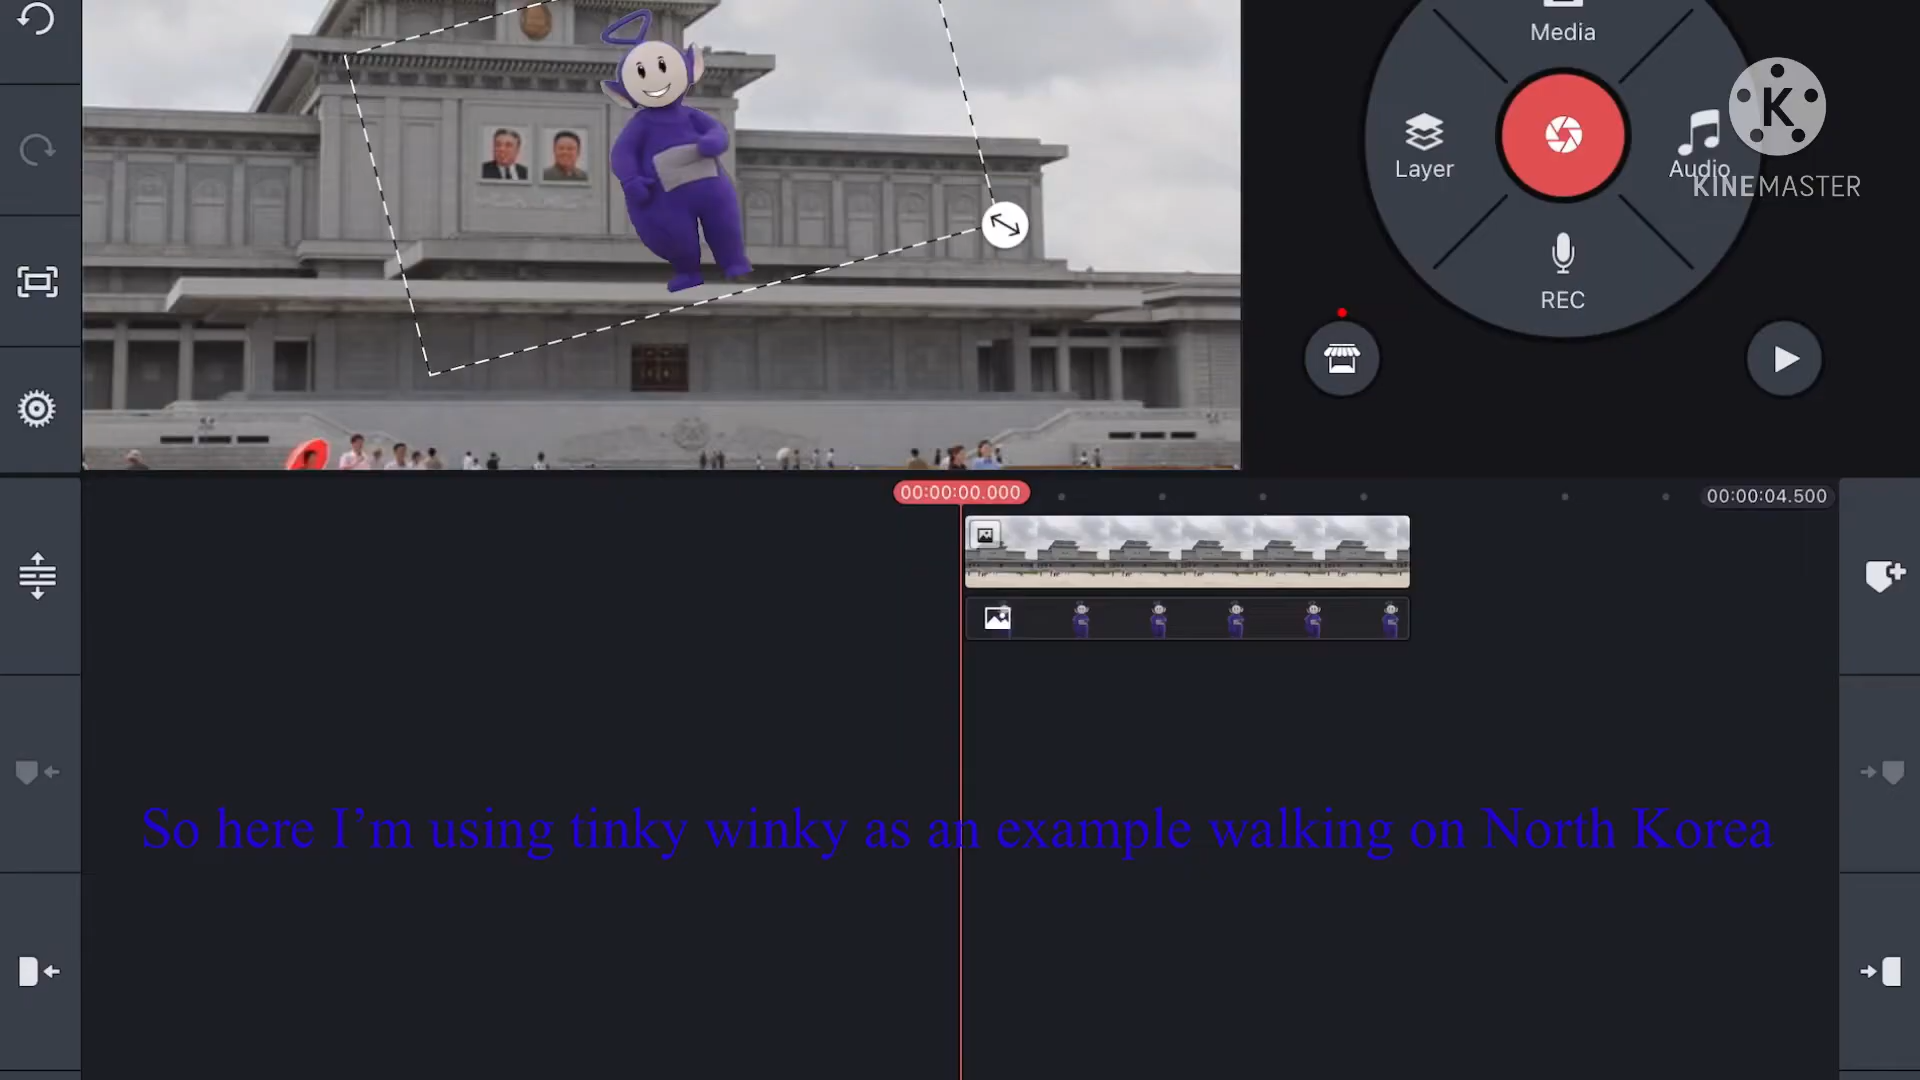 Media
Layer
Audio
KINEMASTER
REC
00:00:00.000
00:00:04.500
So here I’m using tinky winky as an example walking on North Korea